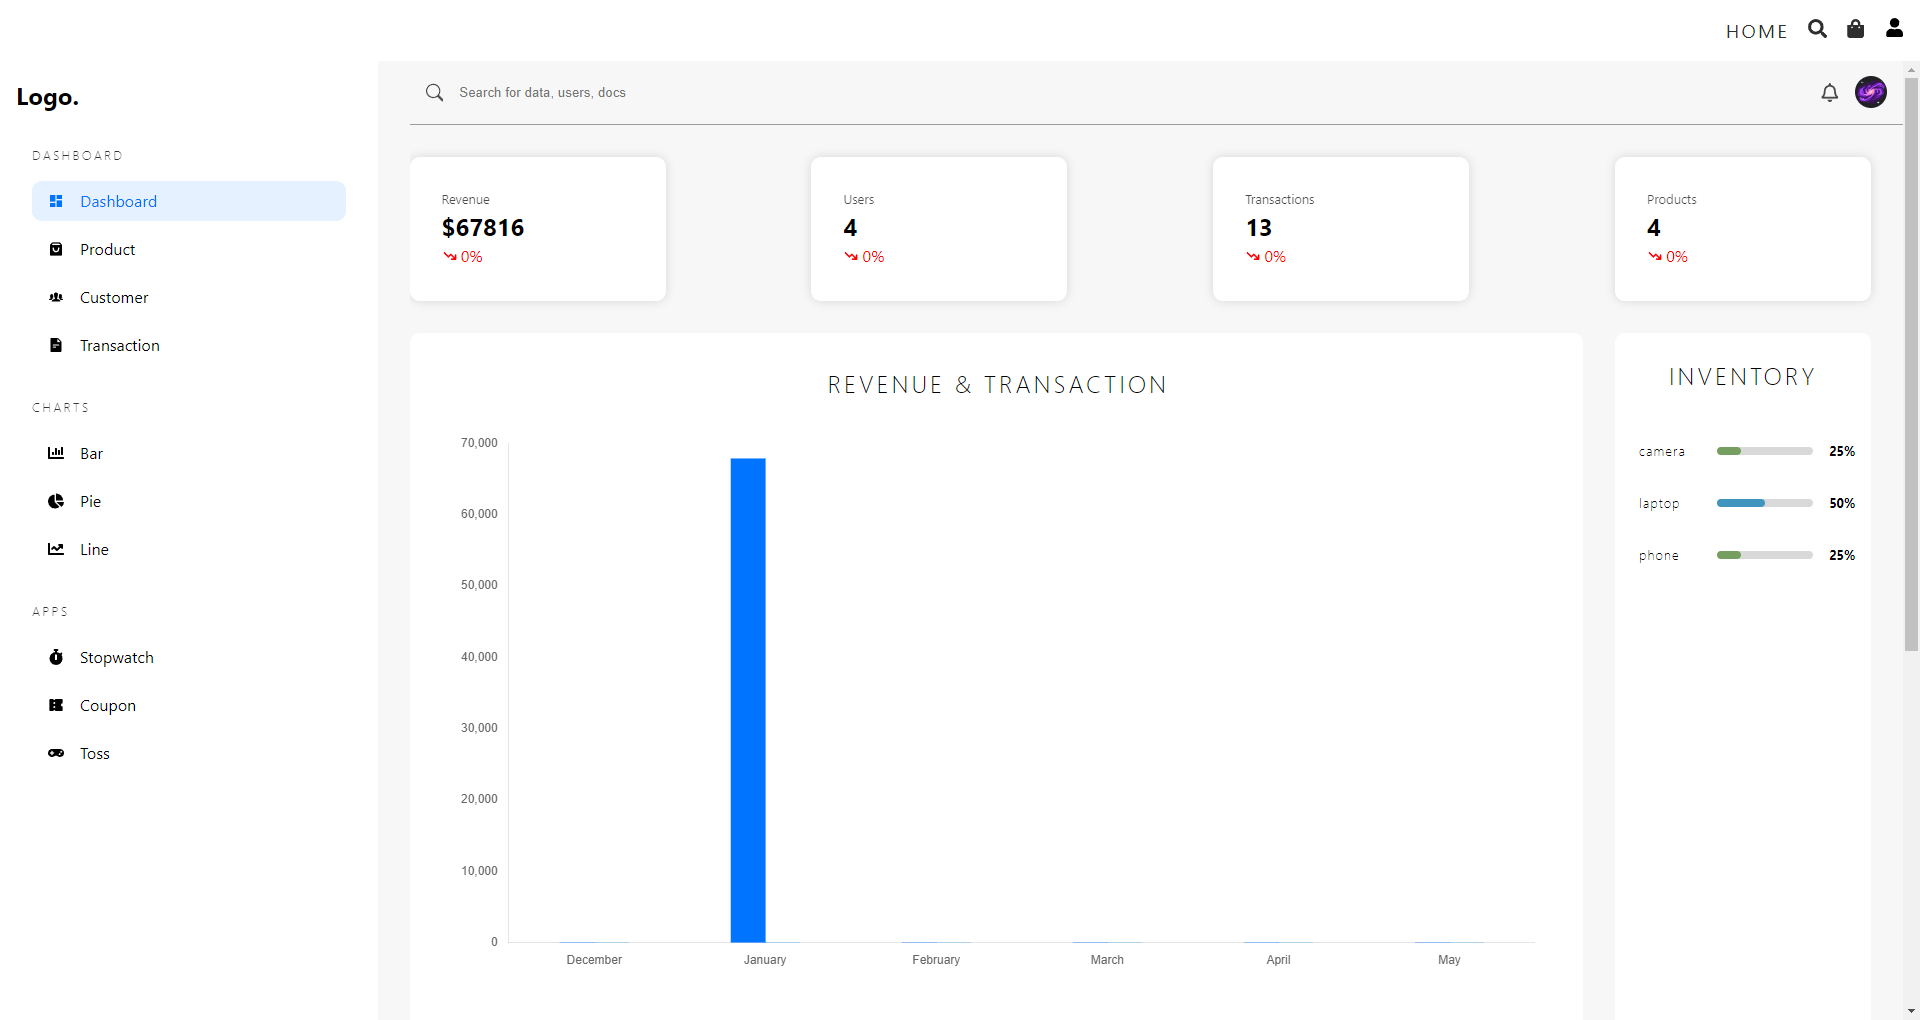 HOME
Logo.
DASHBOARD
Dashboard
Product
Customer
Transaction
CHARTS
Bar
Pie
Line
APPS
Stopwatch
Coupon
Toss
Search for data, users, docs
Revenue
$67816
0%
Users
4
0%
Transactions
13
0%
Products
4
0%
REVENUE & TRANSACTION
70,000
60,000
50,000
40,000
30,000
20,000
10,000
0
December January February March April May
INVENTORY
camera 25%
laptop 50%
phone 25%